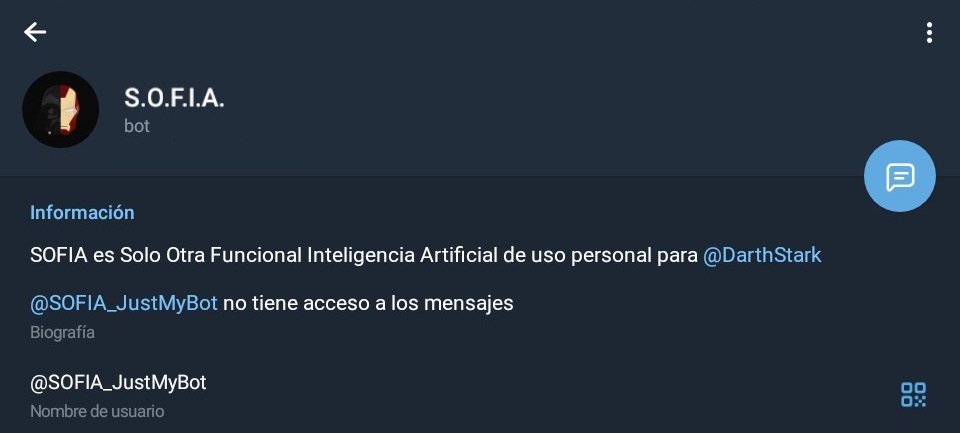 S.O.F.I.A.
bot
Información
SOFIA es Solo Otra Funcional Inteligencia Artificial de uso personal para @DarthStark
@SOFIA_JustMyBot no tiene acceso a los mensajes
Biografía
@SOFIA_JustMyBot
Nombre de usuario